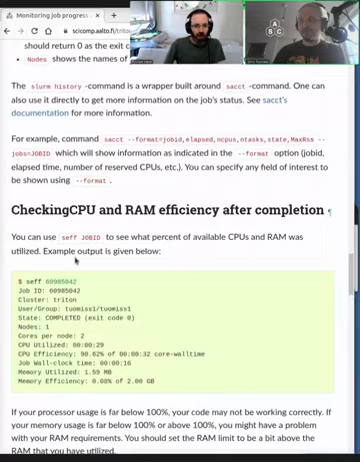 Monitoring job progres
scicomp.aalto.fi/trito
should return 0 as the exit c
Nodes shows the names of
The slurm history -command is a wrapper built around sacct -command. One can
also use it directly to get more information on the job's status. See sacct's
documentation for more information.
For example, command sacct --format=jobid,elapsed,ncpus,ntasks,state,MaxRss --
jobs=JOBID which will show information as indicated in the --format option (jobid,
elapsed time, number of reserved CPUs, etc.). You can specify any field of interest to
be shown using --format .
CheckingCPU and RAM efficiency after completion ¶
You can use seff JOBID to see what percent of available CPUs and RAM was
utilized. Example output is given below:
$ seff 60985042
Job ID: 60985042
Cluster: triton
User/Group: tuomiss1/tuomiss1
State: COMPLETED (exit code 0)
Nodes: 1
Cores per node: 2
CPU Utilized: 00:00:29
CPU Efficiency: 90.62% of 00:00:32 core-walltime
Job Wall-clock time: 00:00:16
Memory Utilized: 1.59 MB
Memory Efficiency: 0.08% of 2.00 GB
If your processor usage is far below 100%, your code may not be working correctly. If
your memory usage is far below 100% or above 100%, you might have a problem
with your RAM requirements. You should set the RAM limit to be a bit above the
RAM that you have utilized.